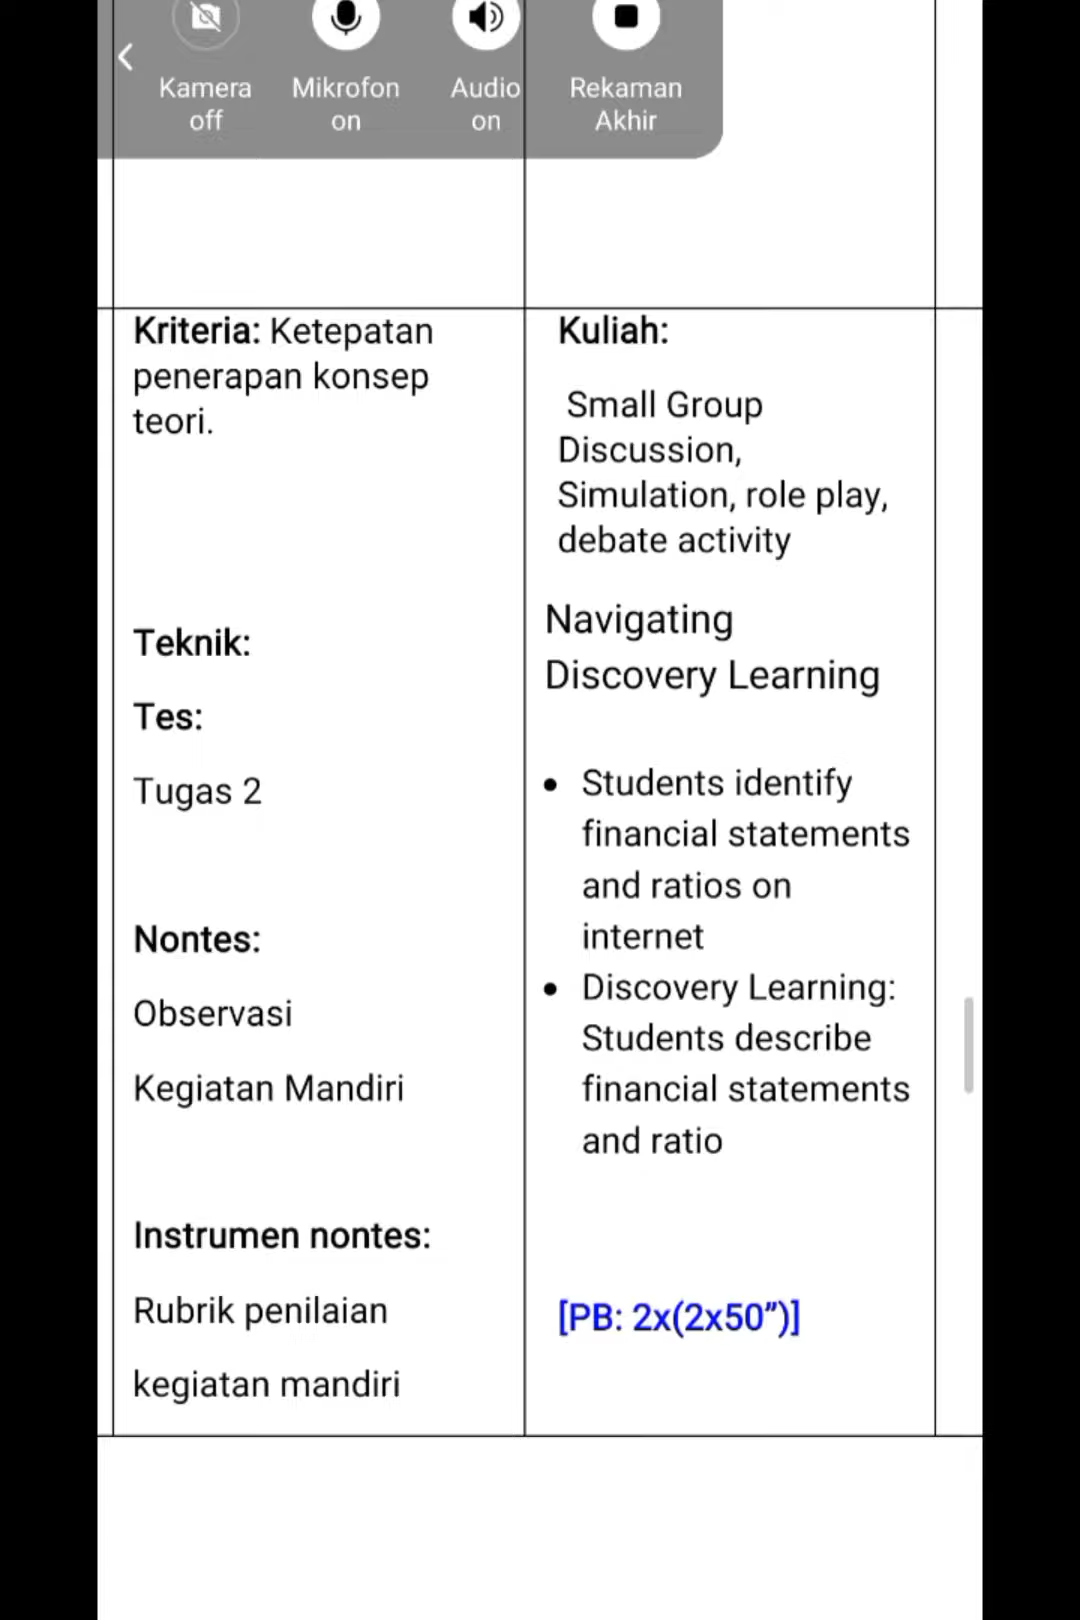 Kamera
off
Mikrofon
on
Audio
on
Rekaman
Akhir
Kriteria: Ketepatan
penerapan konsep
teori.
Teknik:
Tes:
Tugas 2
Nontes:
Observasi
Kegiatan Mandiri
Instrumen nontes:
Rubrik penilaian
kegiatan mandiri
Kuliah:
Small Group
Discussion,
Simulation, role play,
debate activity
Navigating
Discovery Learning
• Students identify
financial statements
and ratios on
internet
• Discovery Learning:
Students describe
financial statements
and ratio
[PB: 2x(2x50”)]